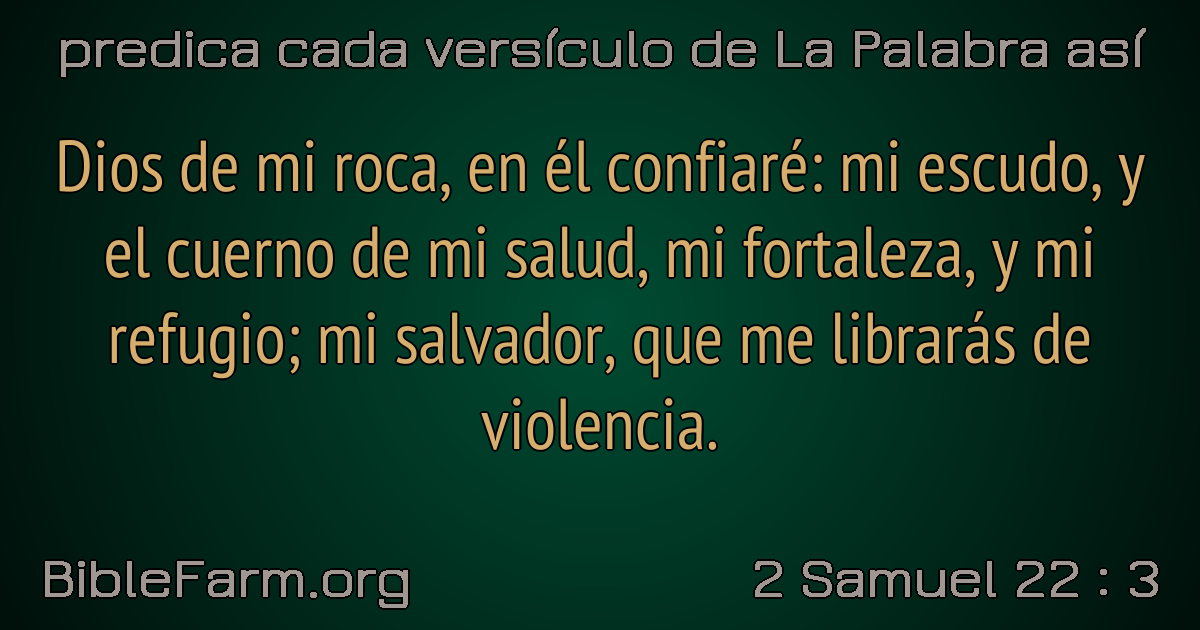 predica cada versículo de La Palabra así
Dios de mi roca, en él confiaré: mi escudo, y
el cuerno de mi salud, mi fortaleza, y mi
refugio; mi salvador, que me librarás de
violencia.
BibleFarm.org
2 Samuel 22 : 3